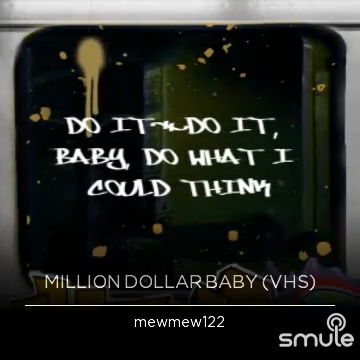 DO IT~DO IT,
BABY, DO WHAT I
COULD THINK
MILLION DOLLAR BABY (VHS)
mewmew122
smule